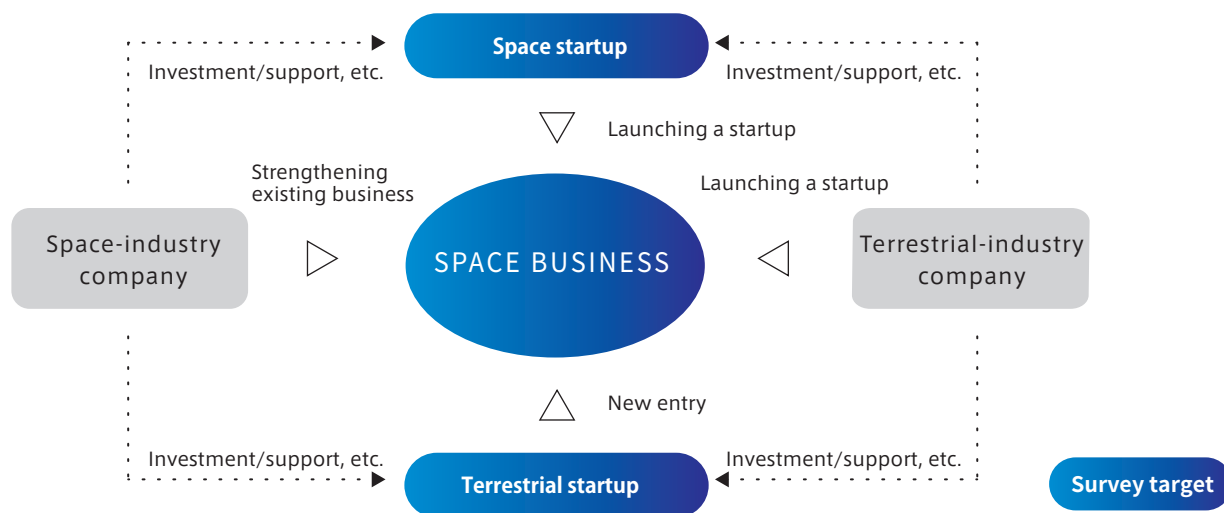 Space startup
Investment/support, etc.
Investment/support, etc.
Launching a startup
Strengthening
existing business
Launching a startup
Space-industry
company
SPACE BUSINESS
Terrestrial-industry
company
New entry
Investment/support, etc.
Investment/support, etc.
Terrestrial startup
Survey target